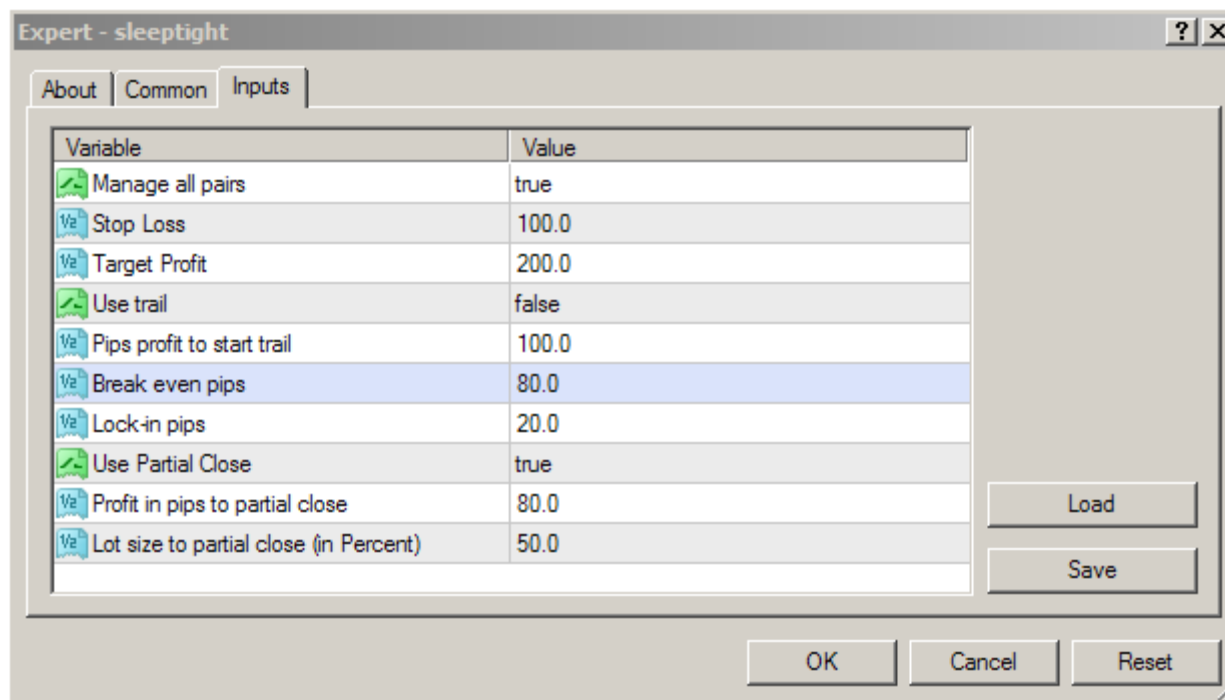 Expert - sleeptight
? X
About Common Inputs
Variable Value
Manage all pairs true
Stop Loss 100.0
Target Profit 200.0
Use trail false
Pips profit to start trail 100.0
Break even pips 80.0
Lock-in pips 20.0
Use Partial Close true
Profit in pips to partial close 80.0
Lot size to partial close (in Percent) 50.0
Load
Save
OK Cancel Reset